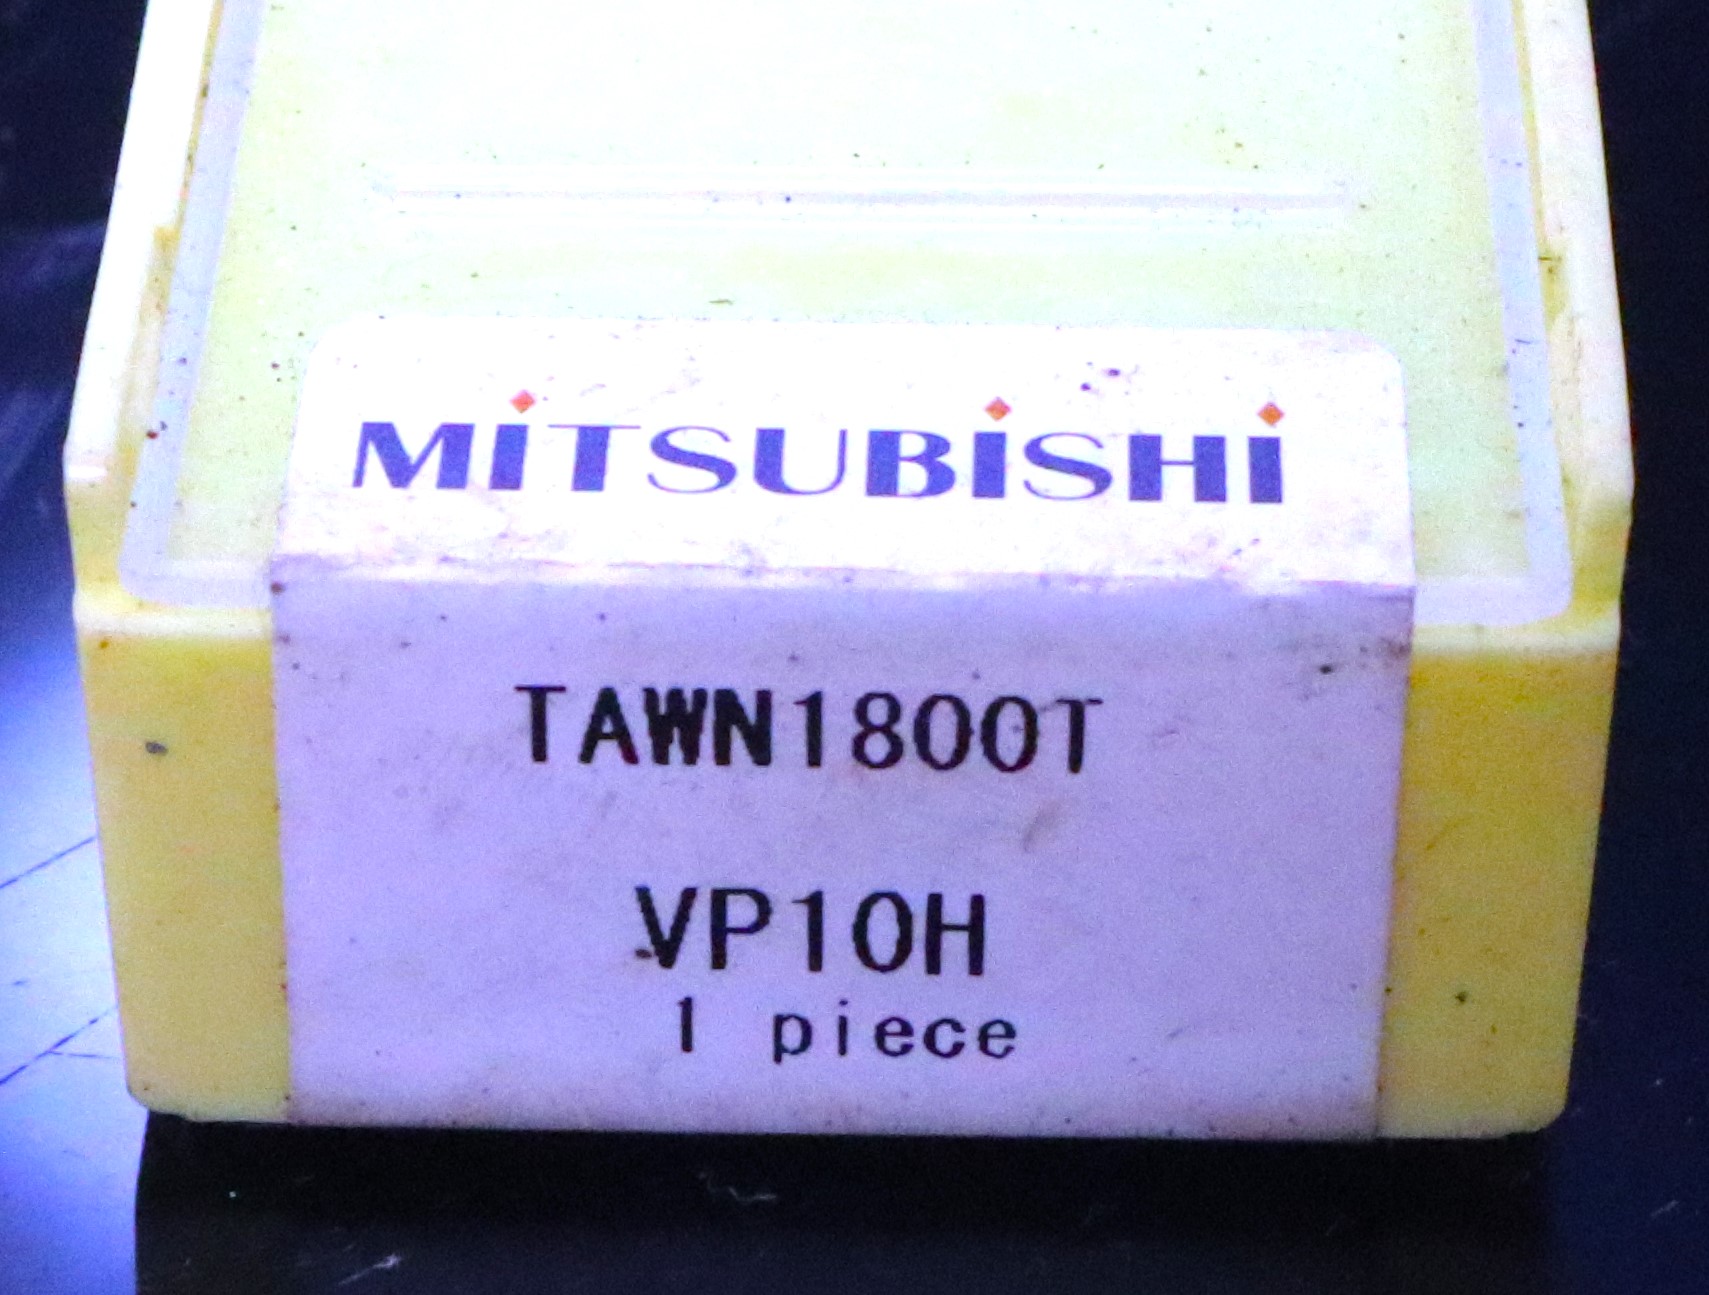 MITSUBISHI
TAWN1800T
VP10H
1 piece